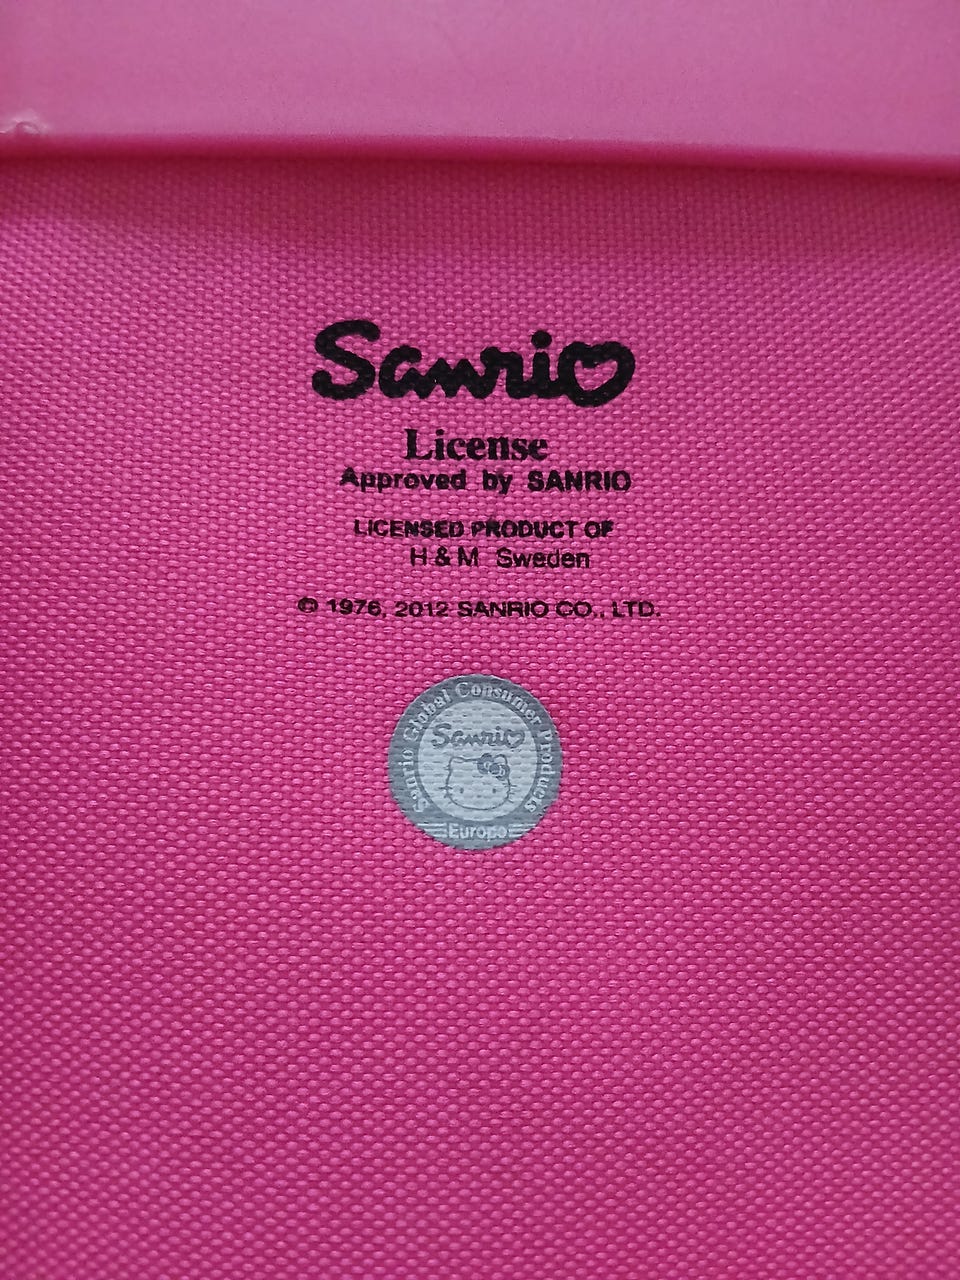 Sanrio
License
Approved by SANRIO
LICENSED PRODUCT OF
H & M Sweden
© 1976, 2012 SANRIO CO., LTD.
Sanrio Global Consumer Products
Sanrio
Europe